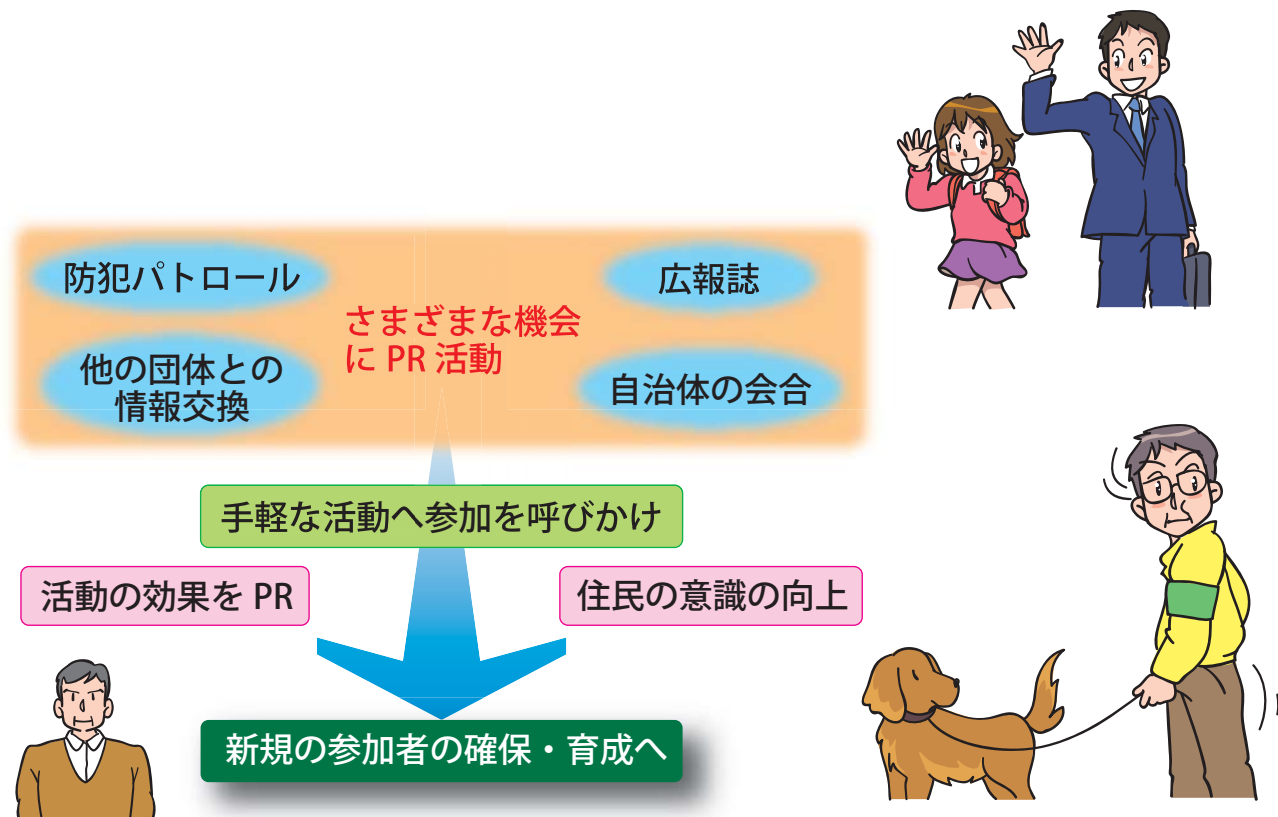 防犯パトロール
広報誌
さまざまな機会
に PR 活動
他の団体との
情報交換
自治体の会合
手軽な活動へ参加を呼びかけ
活動の効果を PR
住民の意識の向上
新規の参加者の確保・育成へ